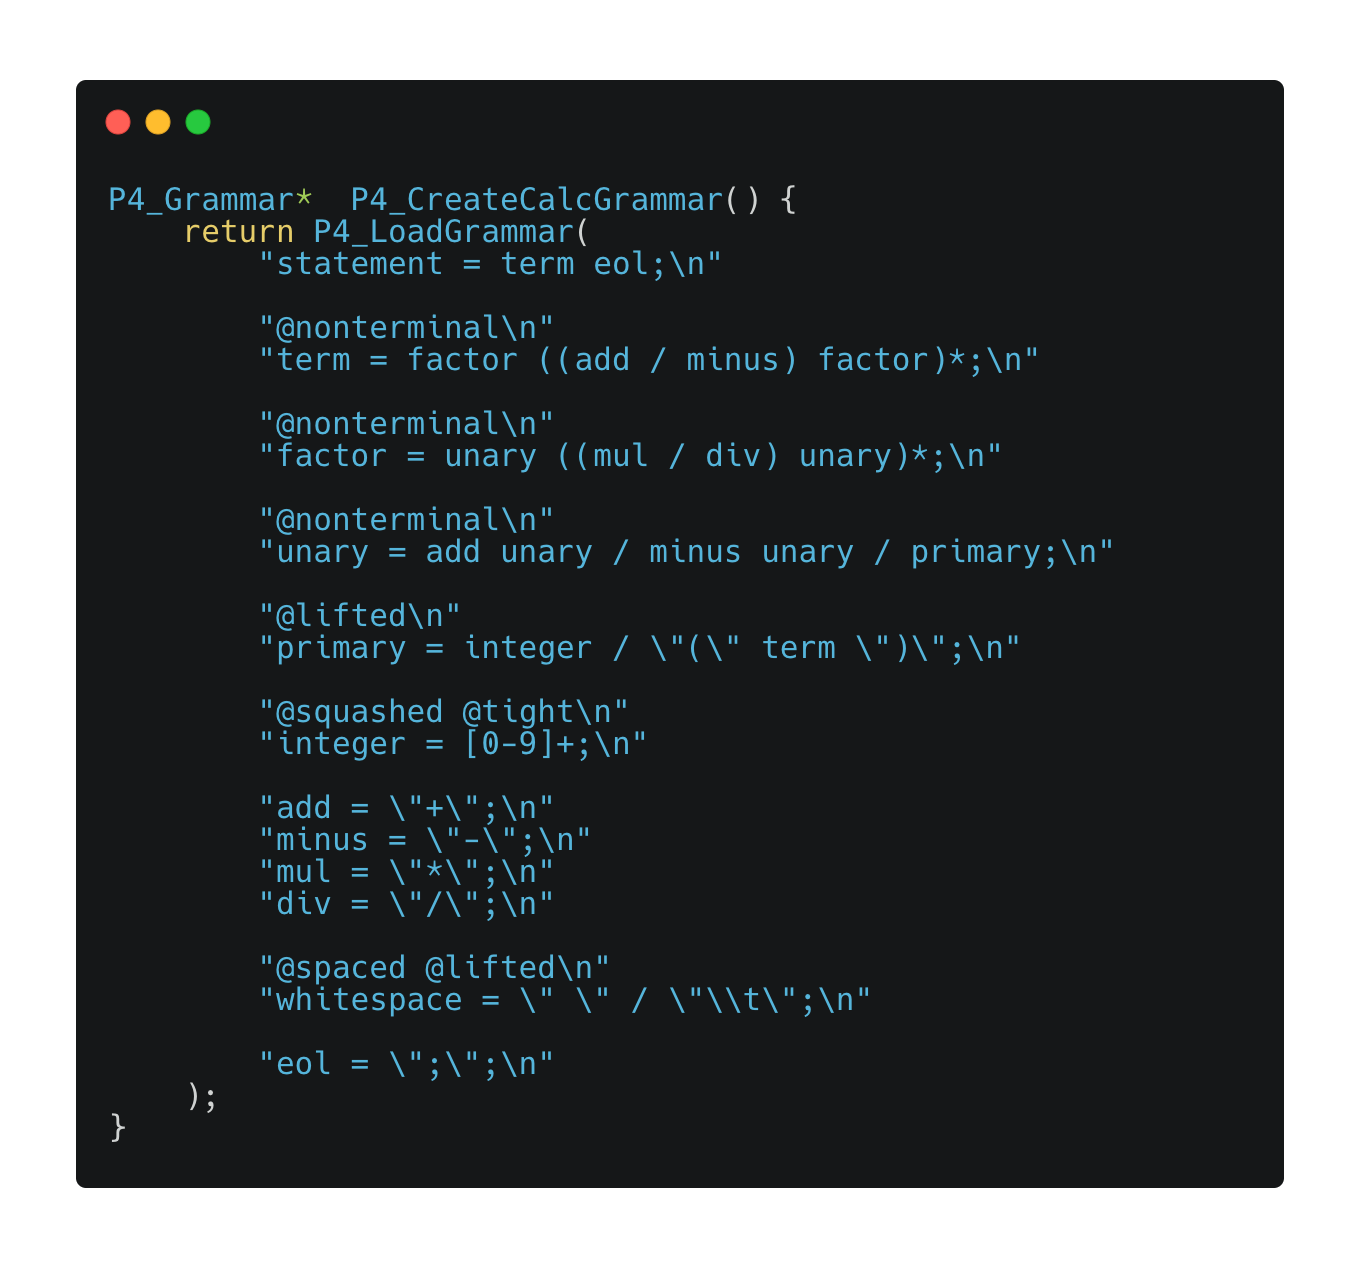 P4_Grammar*  P4_CreateCalcGrammar() {
    return P4_LoadGrammar(
        "statement = term eol;\n"

        "@nonterminal\n"
        "term = factor ((add / minus) factor)*;\n"

        "@nonterminal\n"
        "factor = unary ((mul / div) unary)*;\n"

        "@nonterminal\n"
        "unary = add unary / minus unary / primary;\n"

        "@lifted\n"
        "primary = integer / \"(\" term \")\";\n"

        "@squashed @tight\n"
        "integer = [0-9]+;\n"

        "add = \"+\";\n"
        "minus = \"-\";\n"
        "mul = \"*\";\n"
        "div = \"/\";\n"

        "@spaced @lifted\n"
        "whitespace = \" \" / \"\\t\";\n"

        "eol = \";\";\n"
    );
}